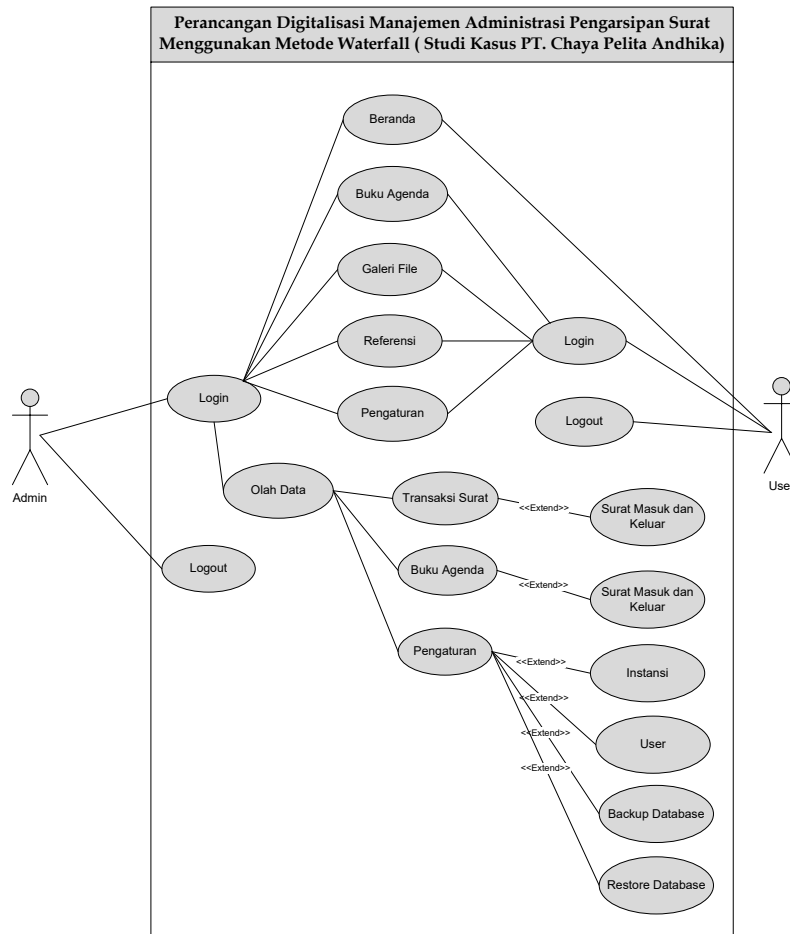 Perancangan Digitalisasi Manajemen Administrasi Pengarsipan Surat
Menggunakan Metode Waterfall ( Studi Kasus PT. Chaya Pelita Andhika)
Beranda
Buku Agenda
Galeri File
Referensi
Login
Pengaturan
Login
Logout
Admin
User
Olah Data
Transaksi Surat
<<Extend>>
Surat Masuk dan
Keluar
Logout
Buku Agenda
<<Extend>>
Surat Masuk dan
Keluar
Pengaturan
<<Extend>>
Instansi
<<Extend>>
User
<<Extend>>
<<Extend>>
Backup Database
Restore Database